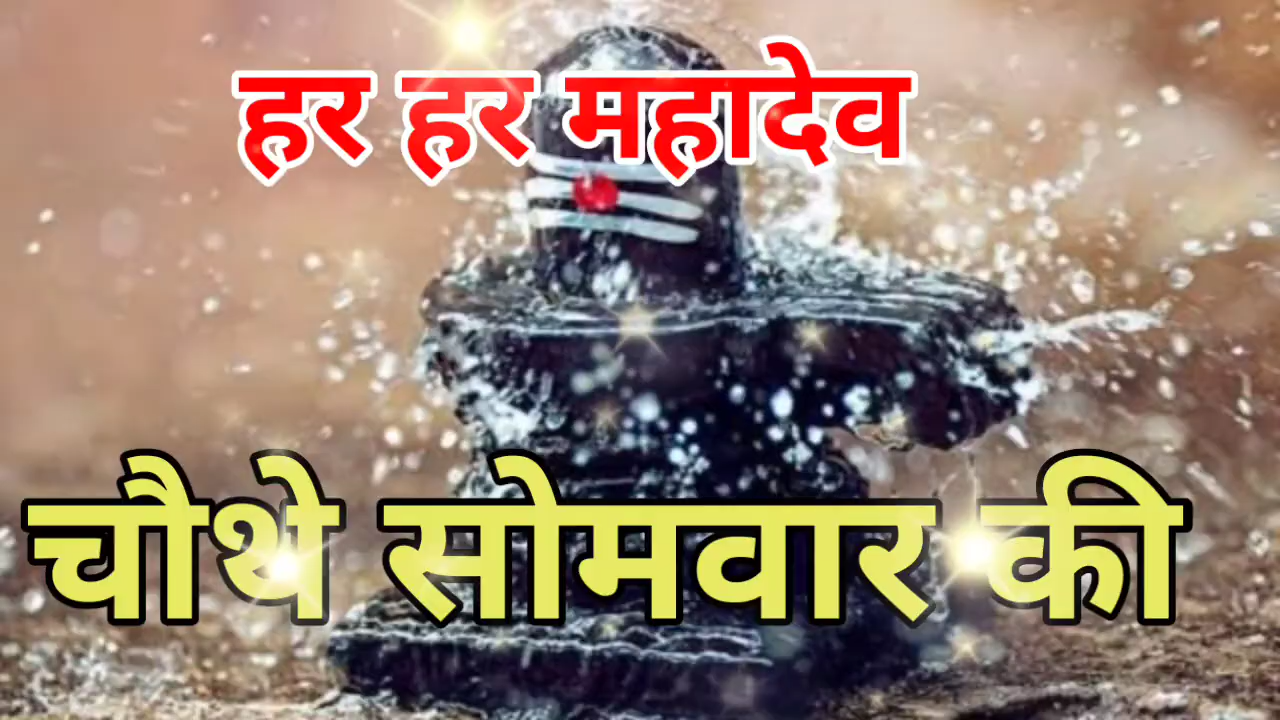 हर हर महादेव
चौथे सोमवार की